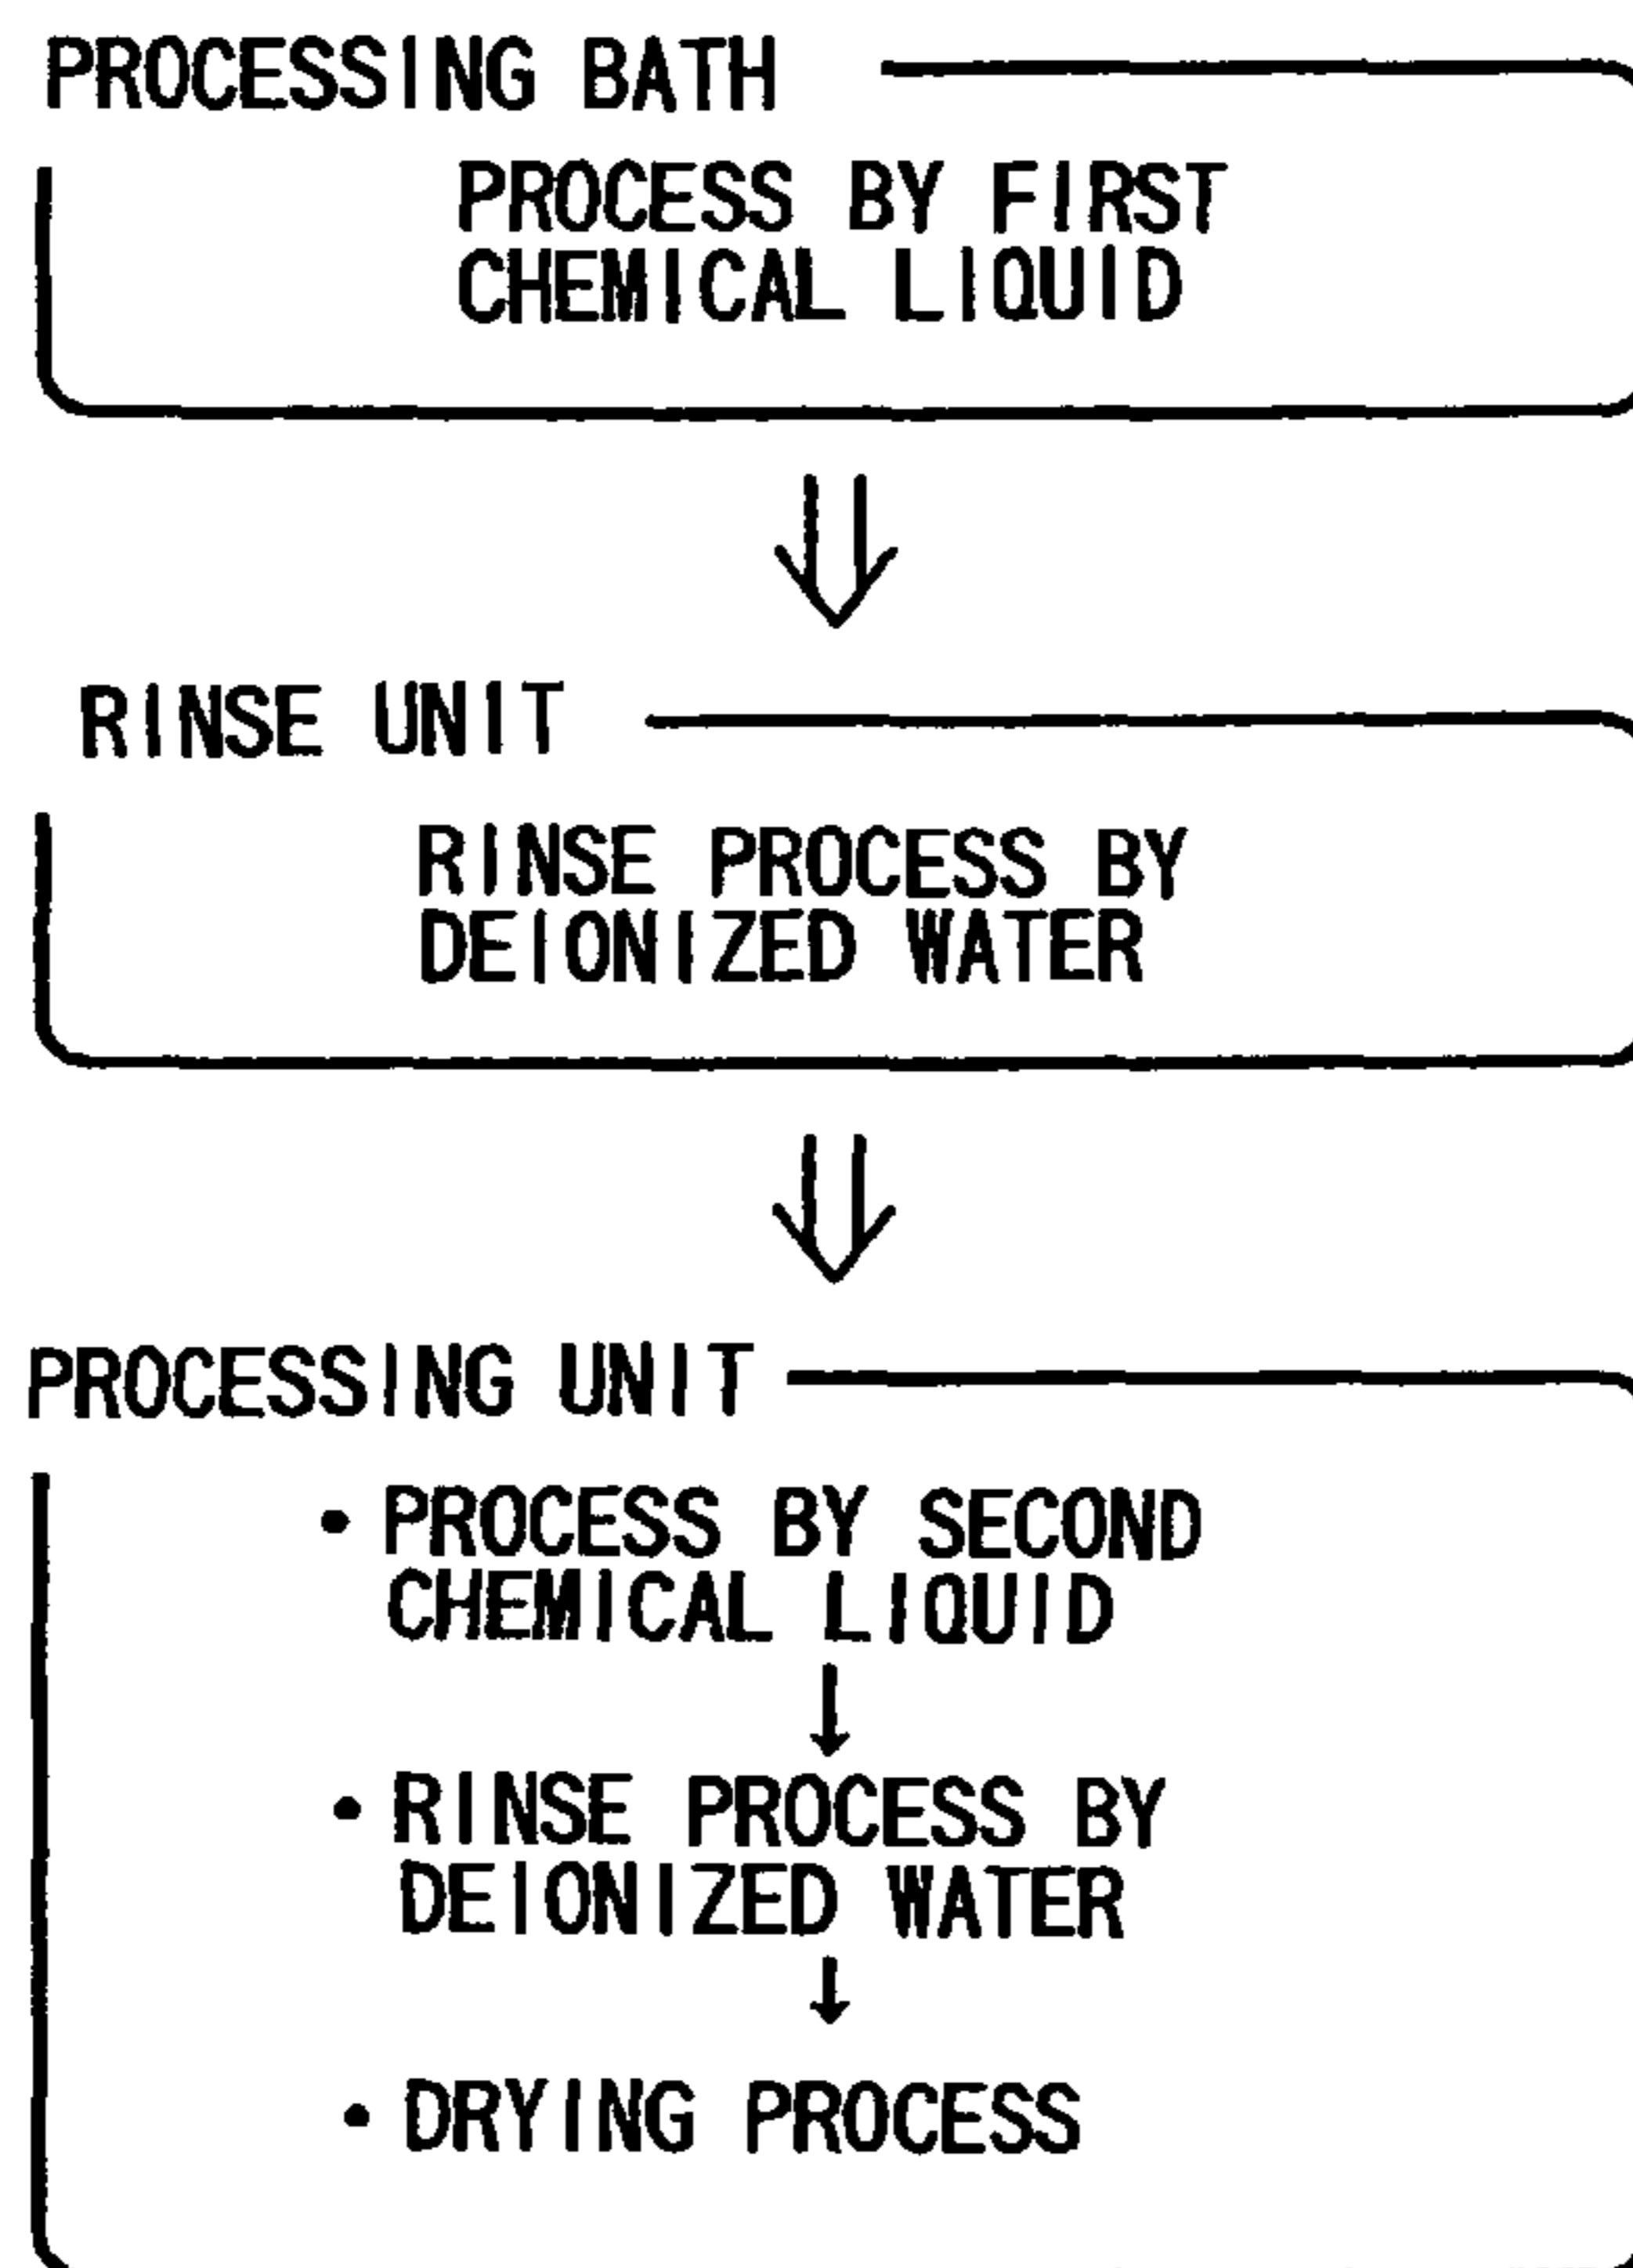 PROCESSING BATH
PROCESS BY FIRST
CHEMICAL LIQUID
RINSE UNIT
RINSE PROCESS BY
DEIONIZED WATER
PROCESSING UNIT
• PROCESS BY SECOND
CHEMICAL LIQUID
• RINSE PROCESS BY
DEIONIZED WATER
• DRYING PROCESS